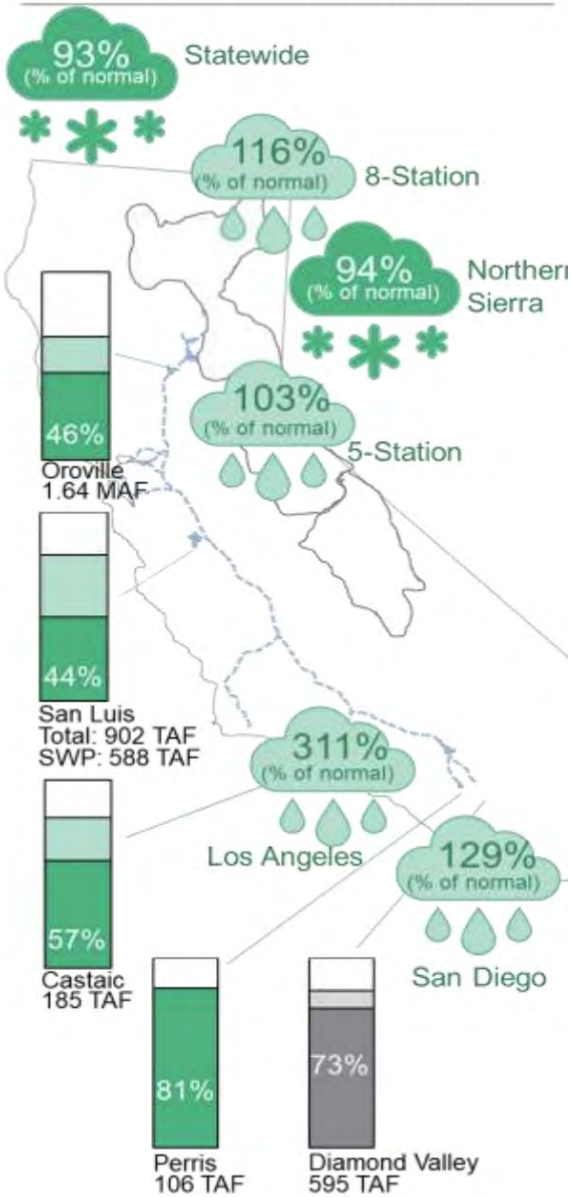 93%
(% of normal)
Statewide
116%
(% of normal)
8-Station
94%
(% of normal)
Northern
Sierra
103%
(% of normal)
5-Station
46%
Oroville
1.64 MAF
44%
San Luis
Total: 902 TAF
SWP: 588 TAF
311%
(% of normal)
Los Angeles
129%
(% of normal)
San Diego
57%
Castaic
185 TAF
81%
Perris
106 TAF
73%
Diamond Valley
595 TAF